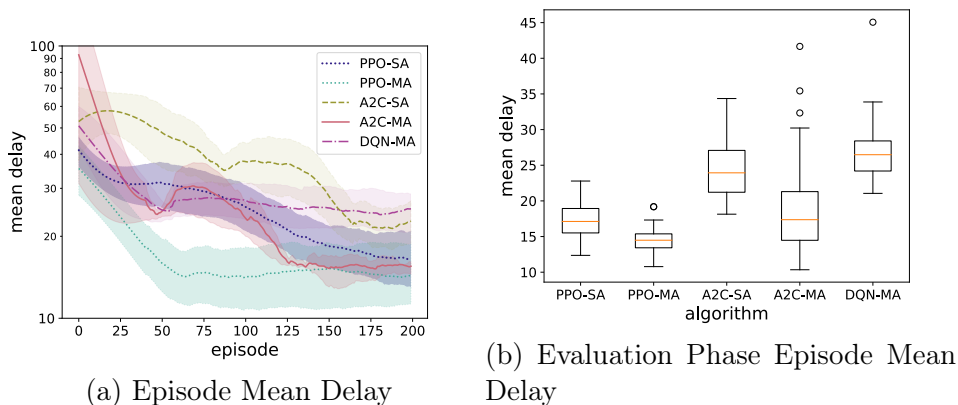 100
90
80
70
60
50
40
30
20
10
mean delay
0 25 50 75 100 125 150 175 200
episode
PPO-SA
PPO-MA
A2C-SA
A2C-MA
DQN-MA
(a) Episode Mean Delay
45
40
35
30
25
20
15
10
mean delay
PPO-SA PPO-MA A2C-SA A2C-MA DQN-MA
algorithm
(b) Evaluation Phase Episode Mean
Delay